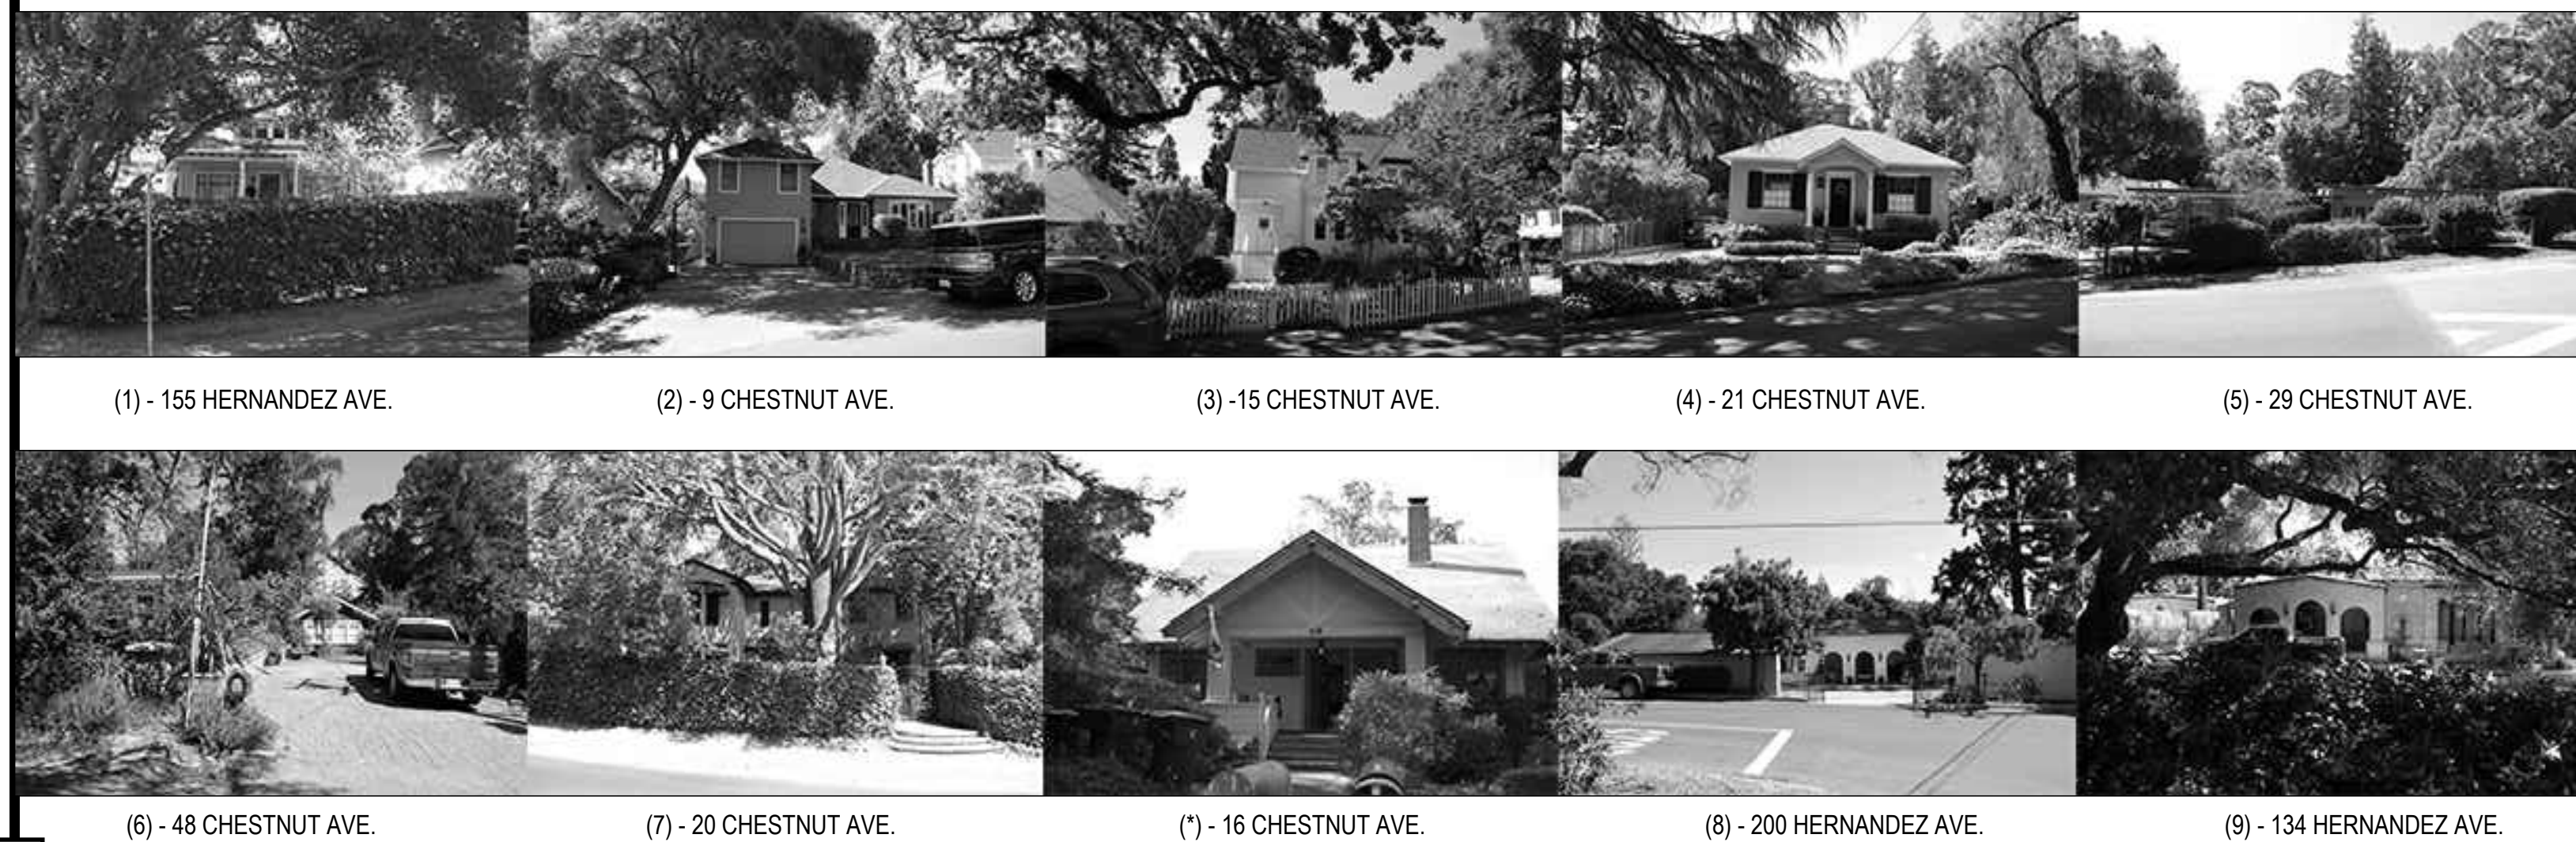 (1) - 155 HERNANDEZ AVE.
(2) - 9 CHESTNUT AVE.
(3) -15 CHESTNUT AVE.
(4) - 21 CHESTNUT AVE.
(5) - 29 CHESTNUT AVE.
(6) - 48 CHESTNUT AVE.
(7) - 20 CHESTNUT AVE.
(*) - 16 CHESTNUT AVE.
(8) - 200 HERNANDEZ AVE.
(9) - 134 HERNANDEZ AVE.